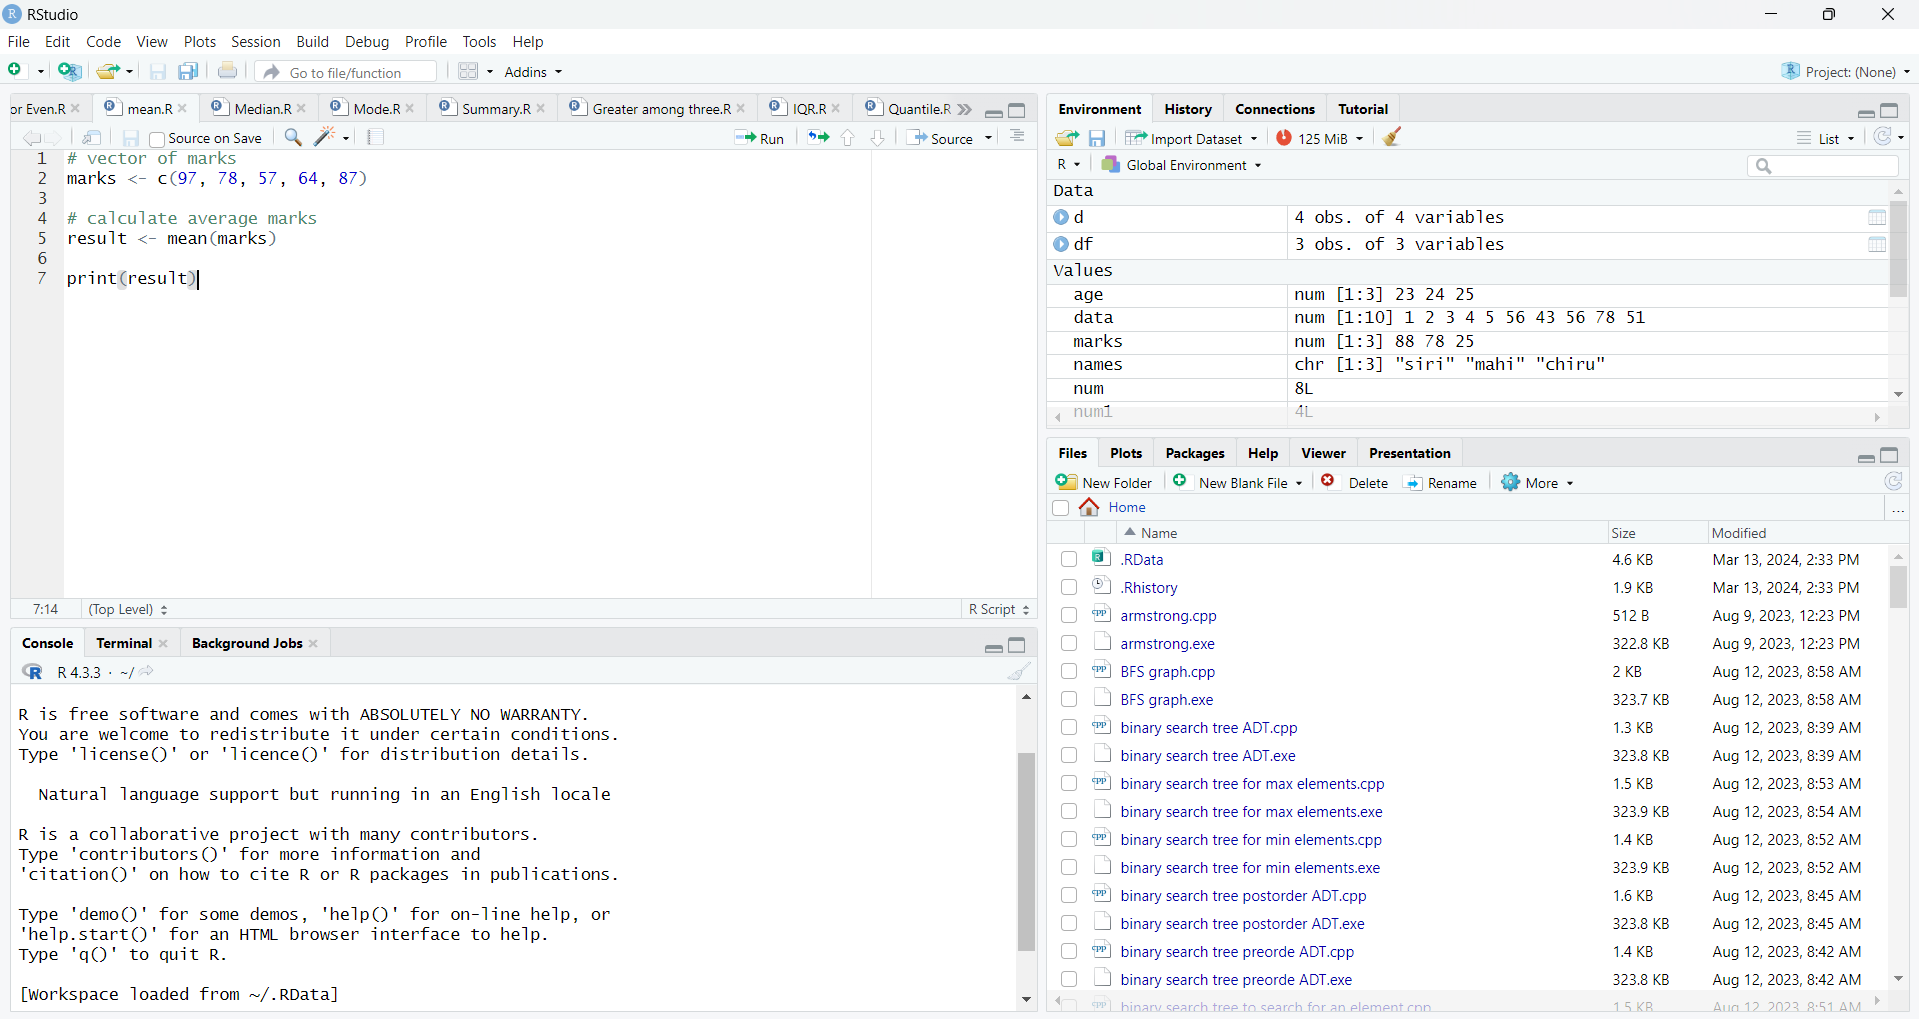 RStudio
File Edit Code View Plots Session Build Debug Profile Tools Help
Go to file/function Addins Project: (None)
or Even.R mean.R Median.R Mode.R Summary.R Greater among three.R IQR.R Quantile.R
Source on Save Run Source
1 # vector of marks
2 marks <- c(97, 78, 57, 64, 87)
3
4 # calculate average marks
5 result <- mean(marks)
6
7 print(result)
7:14 (Top Level) R Script
Console Terminal Background Jobs
R 4.3.3 · ~/
R is free software and comes with ABSOLUTELY NO WARRANTY.
You are welcome to redistribute it under certain conditions.
Type 'license()' or 'licence()' for distribution details.
Natural language support but running in an English locale
R is a collaborative project with many contributors.
Type 'contributors()' for more information and
'citation()' on how to cite R or R packages in publications.
Type 'demo()' for some demos, 'help()' for on-line help, or
'help.start()' for an HTML browser interface to help.
Type 'q()' to quit R.
[Workspace loaded from ~/.RData]
Environment History Connections Tutorial
Import Dataset 125 MiB List
R Global Environment
Data
d 4 obs. of 4 variables
df 3 obs. of 3 variables
Values
age num [1:3] 23 24 25
data num [1:10] 1 2 3 4 5 56 43 56 78 51
marks num [1:3] 88 78 25
names chr [1:3] "siri" "mahi" "chiru"
num 8L
num1 4L
Files Plots Packages Help Viewer Presentation
New Folder New Blank File Delete Rename More
Home ...
Name Size Modified
.RData 4.6 KB Mar 13, 2024, 2:33 PM
.Rhistory 1.9 KB Mar 13, 2024, 2:33 PM
armstrong.cpp 512 B Aug 9, 2023, 12:23 PM
armstrong.exe 322.8 KB Aug 9, 2023, 12:23 PM
BFS graph.cpp 2 KB Aug 12, 2023, 8:58 AM
BFS graph.exe 323.7 KB Aug 12, 2023, 8:58 AM
binary search tree ADT.cpp 1.3 KB Aug 12, 2023, 8:39 AM
binary search tree ADT.exe 323.8 KB Aug 12, 2023, 8:39 AM
binary search tree for max elements.cpp 1.5 KB Aug 12, 2023, 8:53 AM
binary search tree for max elements.exe 323.9 KB Aug 12, 2023, 8:54 AM
binary search tree for min elements.cpp 1.4 KB Aug 12, 2023, 8:52 AM
binary search tree for min elements.exe 323.9 KB Aug 12, 2023, 8:52 AM
binary search tree postorder ADT.cpp 1.6 KB Aug 12, 2023, 8:45 AM
binary search tree postorder ADT.exe 323.8 KB Aug 12, 2023, 8:45 AM
binary search tree preorde ADT.cpp 1.4 KB Aug 12, 2023, 8:42 AM
binary search tree preorde ADT.exe 323.8 KB Aug 12, 2023, 8:42 AM
binary search tree to search for an element.cpp 1.5 KB Aug 12, 2023, 8:51 AM